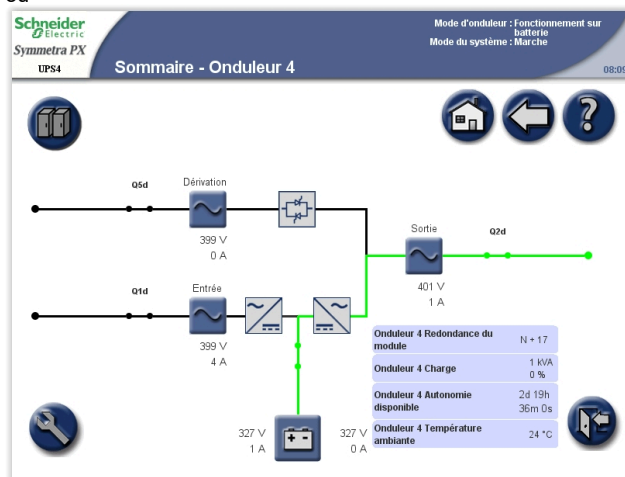 Schneider
Electric
Symmetra PX
UPS4
Sommaire - Onduleur 4
Mode d'onduleur : Fonctionnement sur
batterie
Mode du système : Marche
08:09
Q5d
Dérivation
399 V
0 A
Sortie
Q2d
401 V
1 A
Q1d
Entrée
399 V
4 A
327 V
1 A
327 V
0 A
Onduleur 4 Redondance du
module
N + 17
Onduleur 4 Charge
1 kVA
0 %
Onduleur 4 Autonomie
disponible
2d 19h
36m 0s
Onduleur 4 Température
ambiante
24 °C